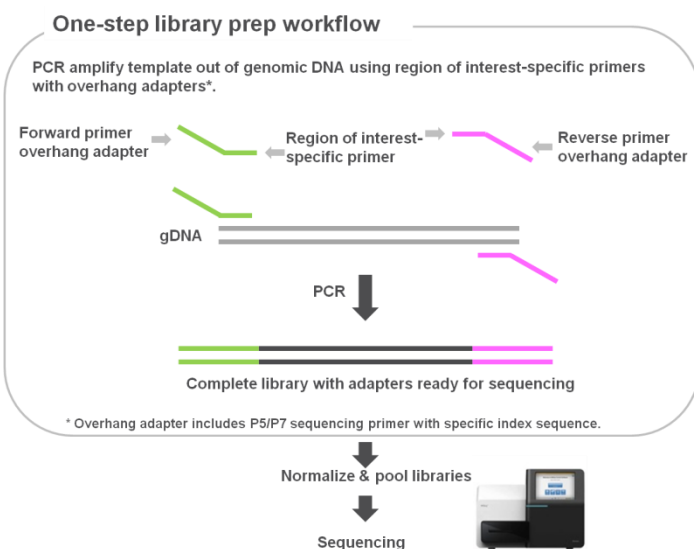 One-step library prep workflow
PCR amplify template out of genomic DNA using region of interest-specific primers
with overhang adapters*.
Forward primer
overhang adapter
Region of interest-
specific primer
Reverse primer
overhang adapter
gDNA
PCR
Complete library with adapters ready for sequencing
* Overhang adapter includes P5/P7 sequencing primer with specific index sequence.
Normalize & pool libraries
Sequencing